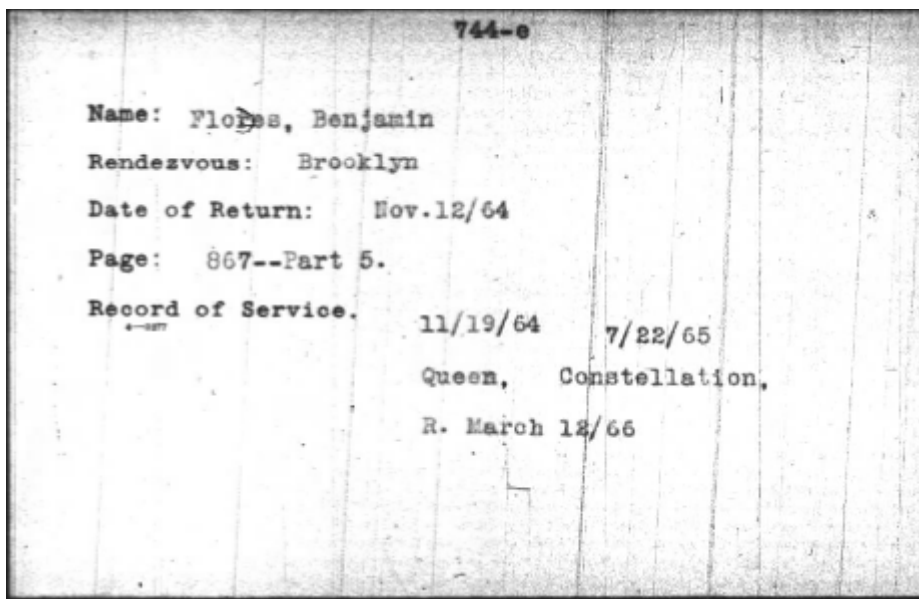 744-e
Name: Flores, Benjamin
Rendezvous: Brooklyn
Date of Return: Nov.12/64
Page: 867--Part 5.
Record of Service.
11/19/64 7/22/65
Queen, Constellation,
R. March 12/66